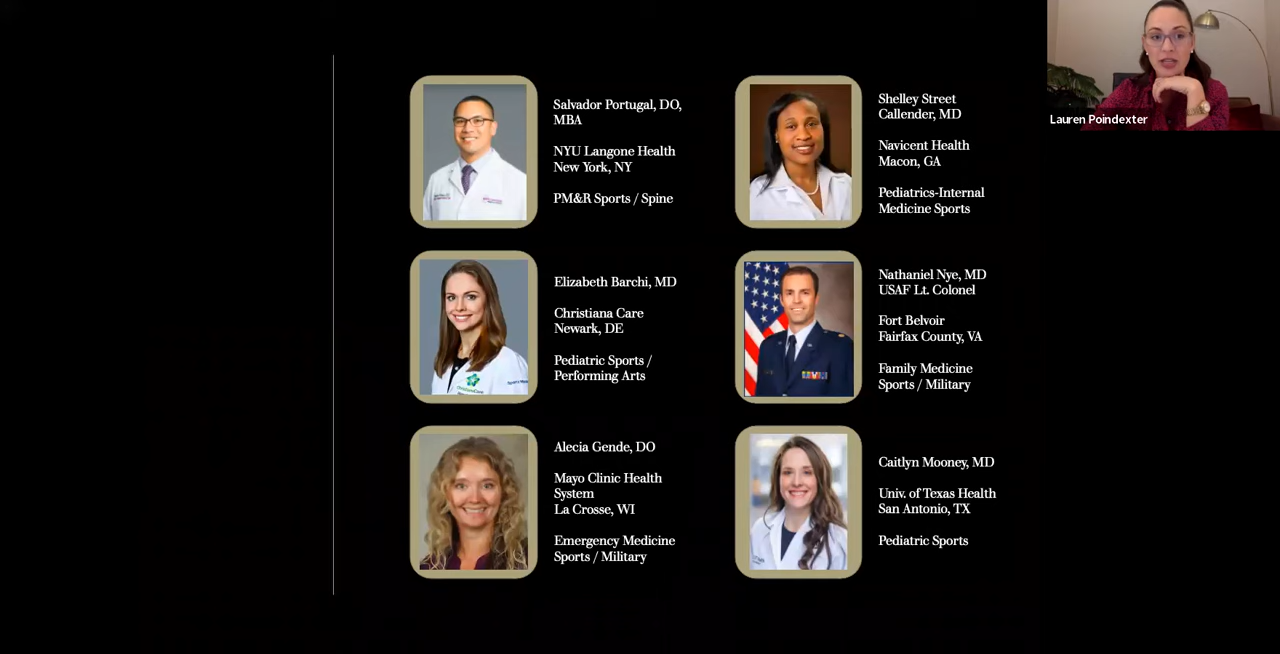 Salvador Portugal, DO,
MBA
NYU Langone Health
New York, NY
PM&R Sports / Spine
Shelley Street
Callender, MD
Navicent Health
Macon, GA
Pediatrics-Internal
Medicine Sports
Elizabeth Barchi, MD
Christiana Care
Newark, DE
Pediatric Sports /
Performing Arts
Nathaniel Nye, MD
USAF Lt. Colonel
Fort Belvoir
Fairfax County, VA
Family Medicine
Sports / Military
Alecia Gende, DO
Mayo Clinic Health
System
La Crosse, WI
Emergency Medicine
Sports / Military
Caitlyn Mooney, MD
Univ. of Texas Health
San Antonio, TX
Pediatric Sports
Lauren Poindexter